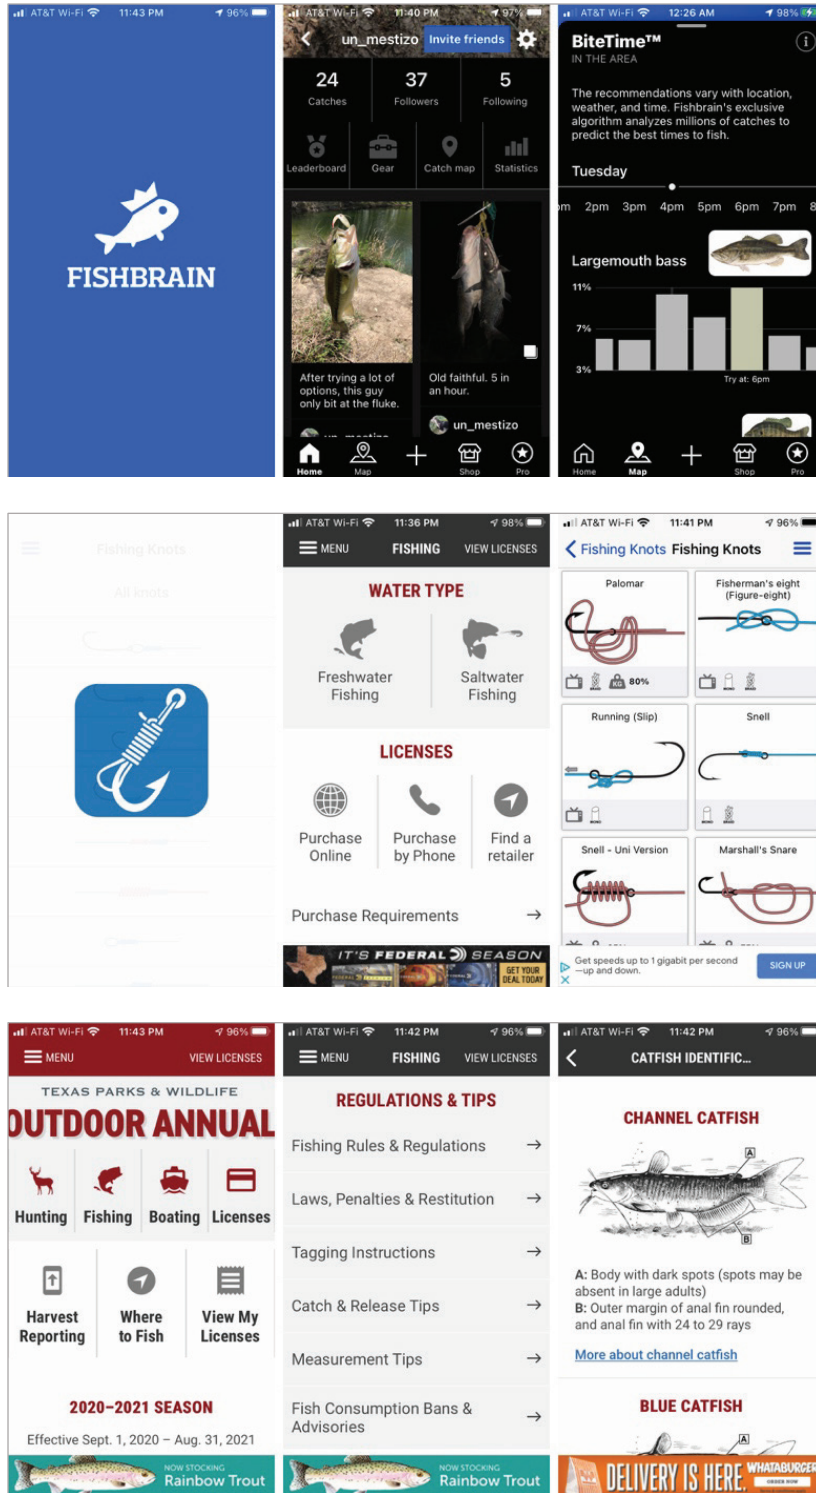 AT&T Wi-Fi 11:43 PM 96%
FISHBRAIN
AT&T Wi-Fi 11:40 PM 97%
un_mestizo Invite friends
24 37 5
Catches Followers Following
Leaderboard Gear Catch map Statistics
After trying a lot of
options, this guy
only bit at the fluke.
Old faithful. 5 in
an hour.
un_mestizo
un_mestizo
Home Map Shop Pro
AT&T Wi-Fi 12:26 AM 98%
BiteTime™
IN THE AREA
The recommendations vary with location,
weather, and time. Fishbrain's exclusive
algorithm analyzes millions of catches to
predict the best times to fish.
Tuesday
pm 2pm 3pm 4pm 5pm 6pm 7pm 8
Largemouth bass
11%
7%
3%
Try at: 6pm
Home Map Shop Pro
Fishing Knots
All knots
AT&T Wi-Fi 11:36 PM 98%
MENU FISHING VIEW LICENSES
WATER TYPE
Freshwater
Fishing
Saltwater
Fishing
LICENSES
Purchase
Online
Purchase
by Phone
Find a
retailer
Purchase Requirements →
IT'S FEDERAL SEASON
GET YOUR
DEAL TODAY
AT&T Wi-Fi 11:41 PM 96%
Fishing Knots Fishing Knots
Palomar
KG 80%
Fisherman's eight
(Figure-eight)
Running (Slip)
Snell
Snell - Uni Version
Marshall's Snare
Get speeds up to 1 gigabit per second
—up and down.
SIGN UP
AT&T Wi-Fi 11:43 PM 96%
MENU VIEW LICENSES
TEXAS PARKS & WILDLIFE
OUTDOOR ANNUAL
Hunting Fishing Boating Licenses
Harvest
Reporting
Where
to Fish
View My
Licenses
2020–2021 SEASON
Effective Sept. 1, 2020 – Aug. 31, 2021
NOW STOCKING
Rainbow Trout
AT&T Wi-Fi 11:42 PM 96%
MENU FISHING VIEW LICENSES
REGULATIONS & TIPS
Fishing Rules & Regulations →
Laws, Penalties & Restitution →
Tagging Instructions →
Catch & Release Tips →
Measurement Tips →
Fish Consumption Bans &
Advisories →
NOW STOCKING
Rainbow Trout
AT&T Wi-Fi 11:42 PM 96%
CATFISH IDENTIFIC...
CHANNEL CATFISH
A
B
A: Body with dark spots (spots may be
absent in large adults)
B: Outer margin of anal fin rounded,
and anal fin with 24 to 29 rays
More about channel catfish
BLUE CATFISH
A
DELIVERY IS HERE. WHATABURGER
ORDER NOW